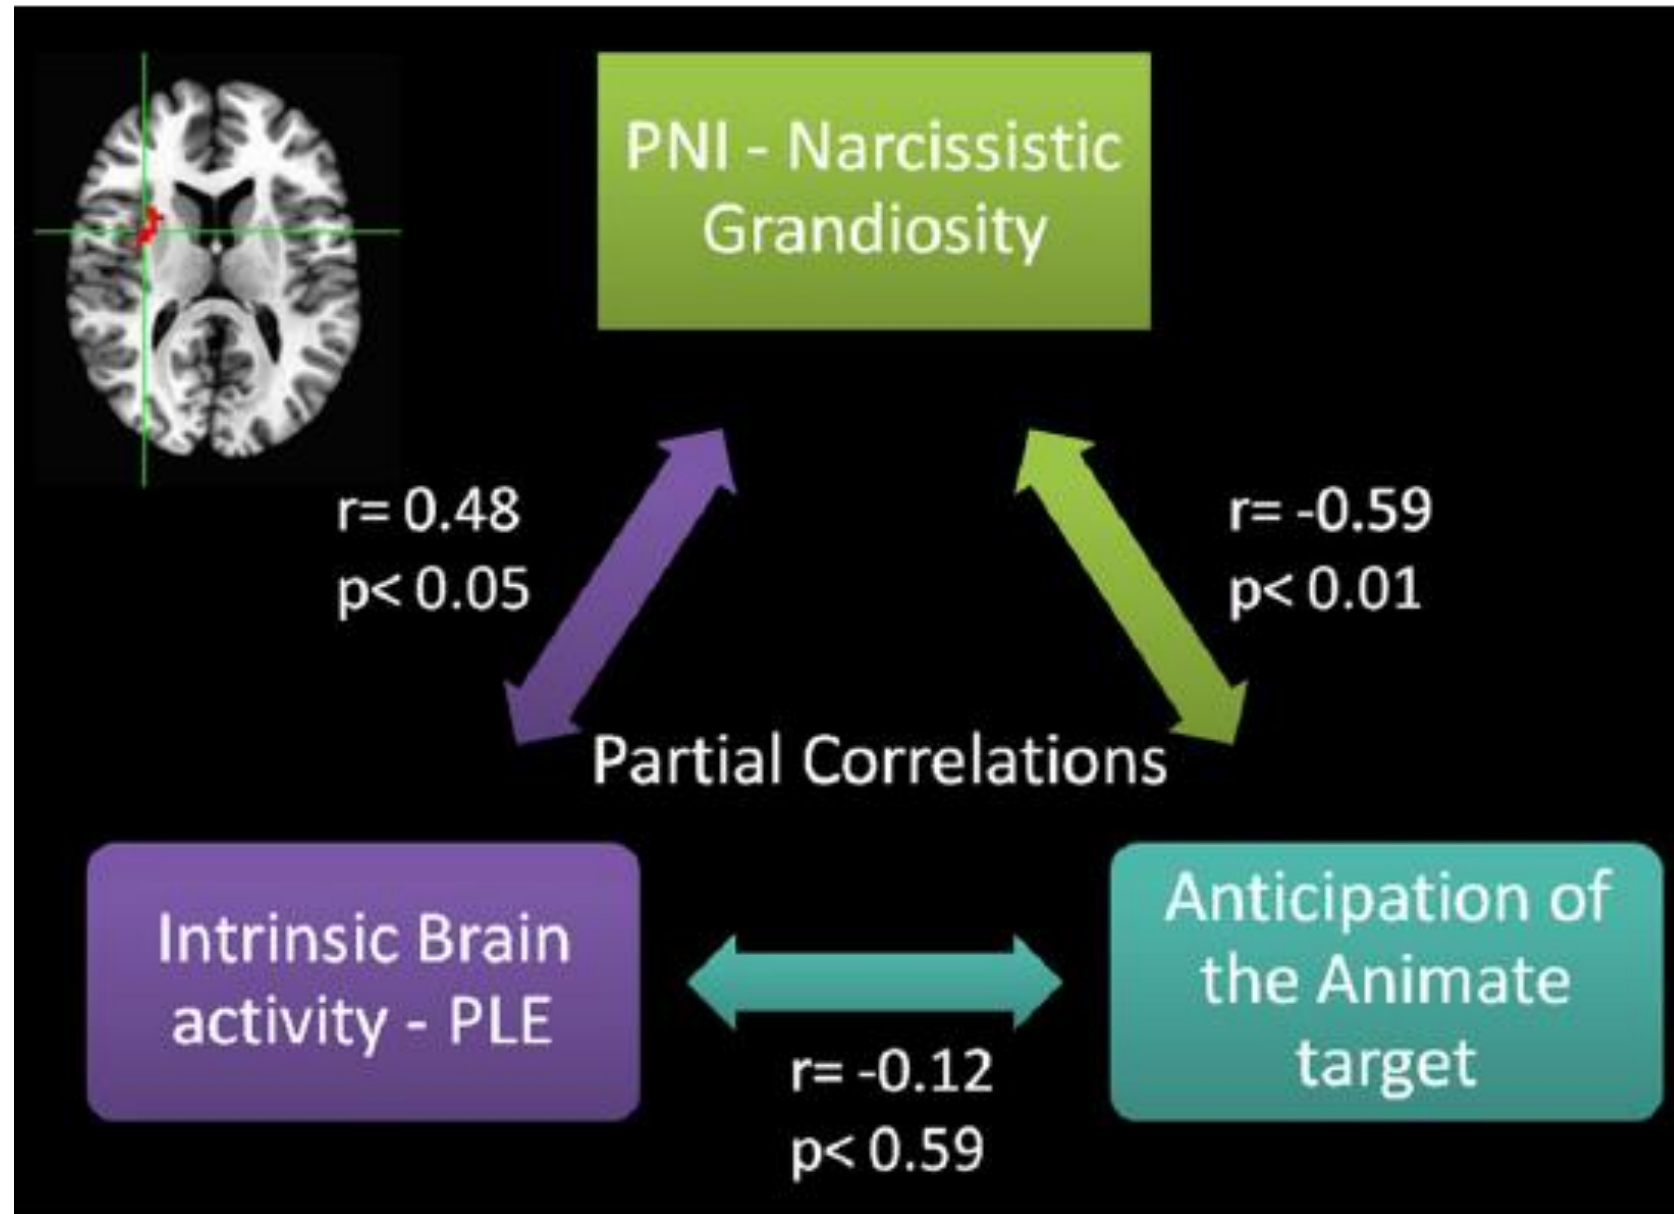 PNI - Narcissistic
Grandiosity
r= 0.48
p< 0.05
r= -0.59
p< 0.01
Partial Correlations
Intrinsic Brain
activity - PLE
r= -0.12
p< 0.59
Anticipation of
the Animate
target